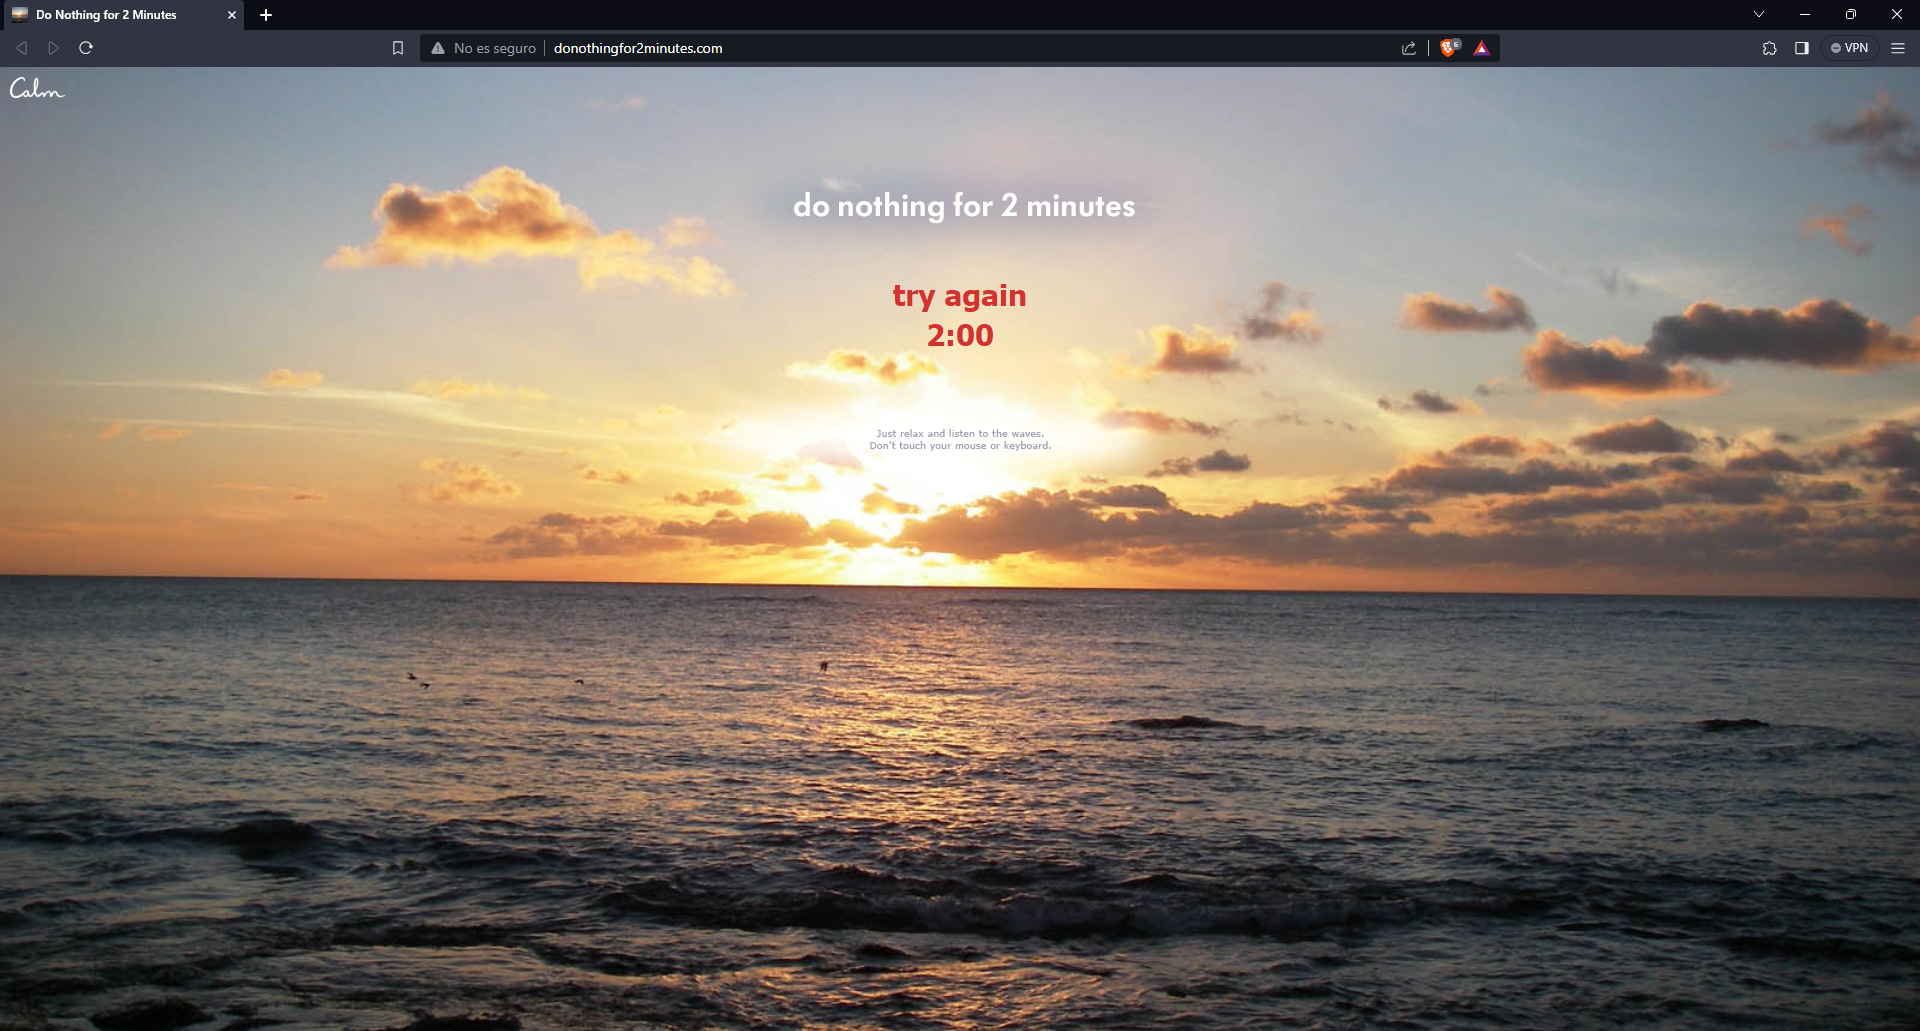 Do Nothing for 2 Minutes
No es seguro
donothingfor2minutes.com
6
VPN
Calm
do nothing for 2 minutes
try again
2:00
Just relax and listen to the waves.
Don't touch your mouse or keyboard.